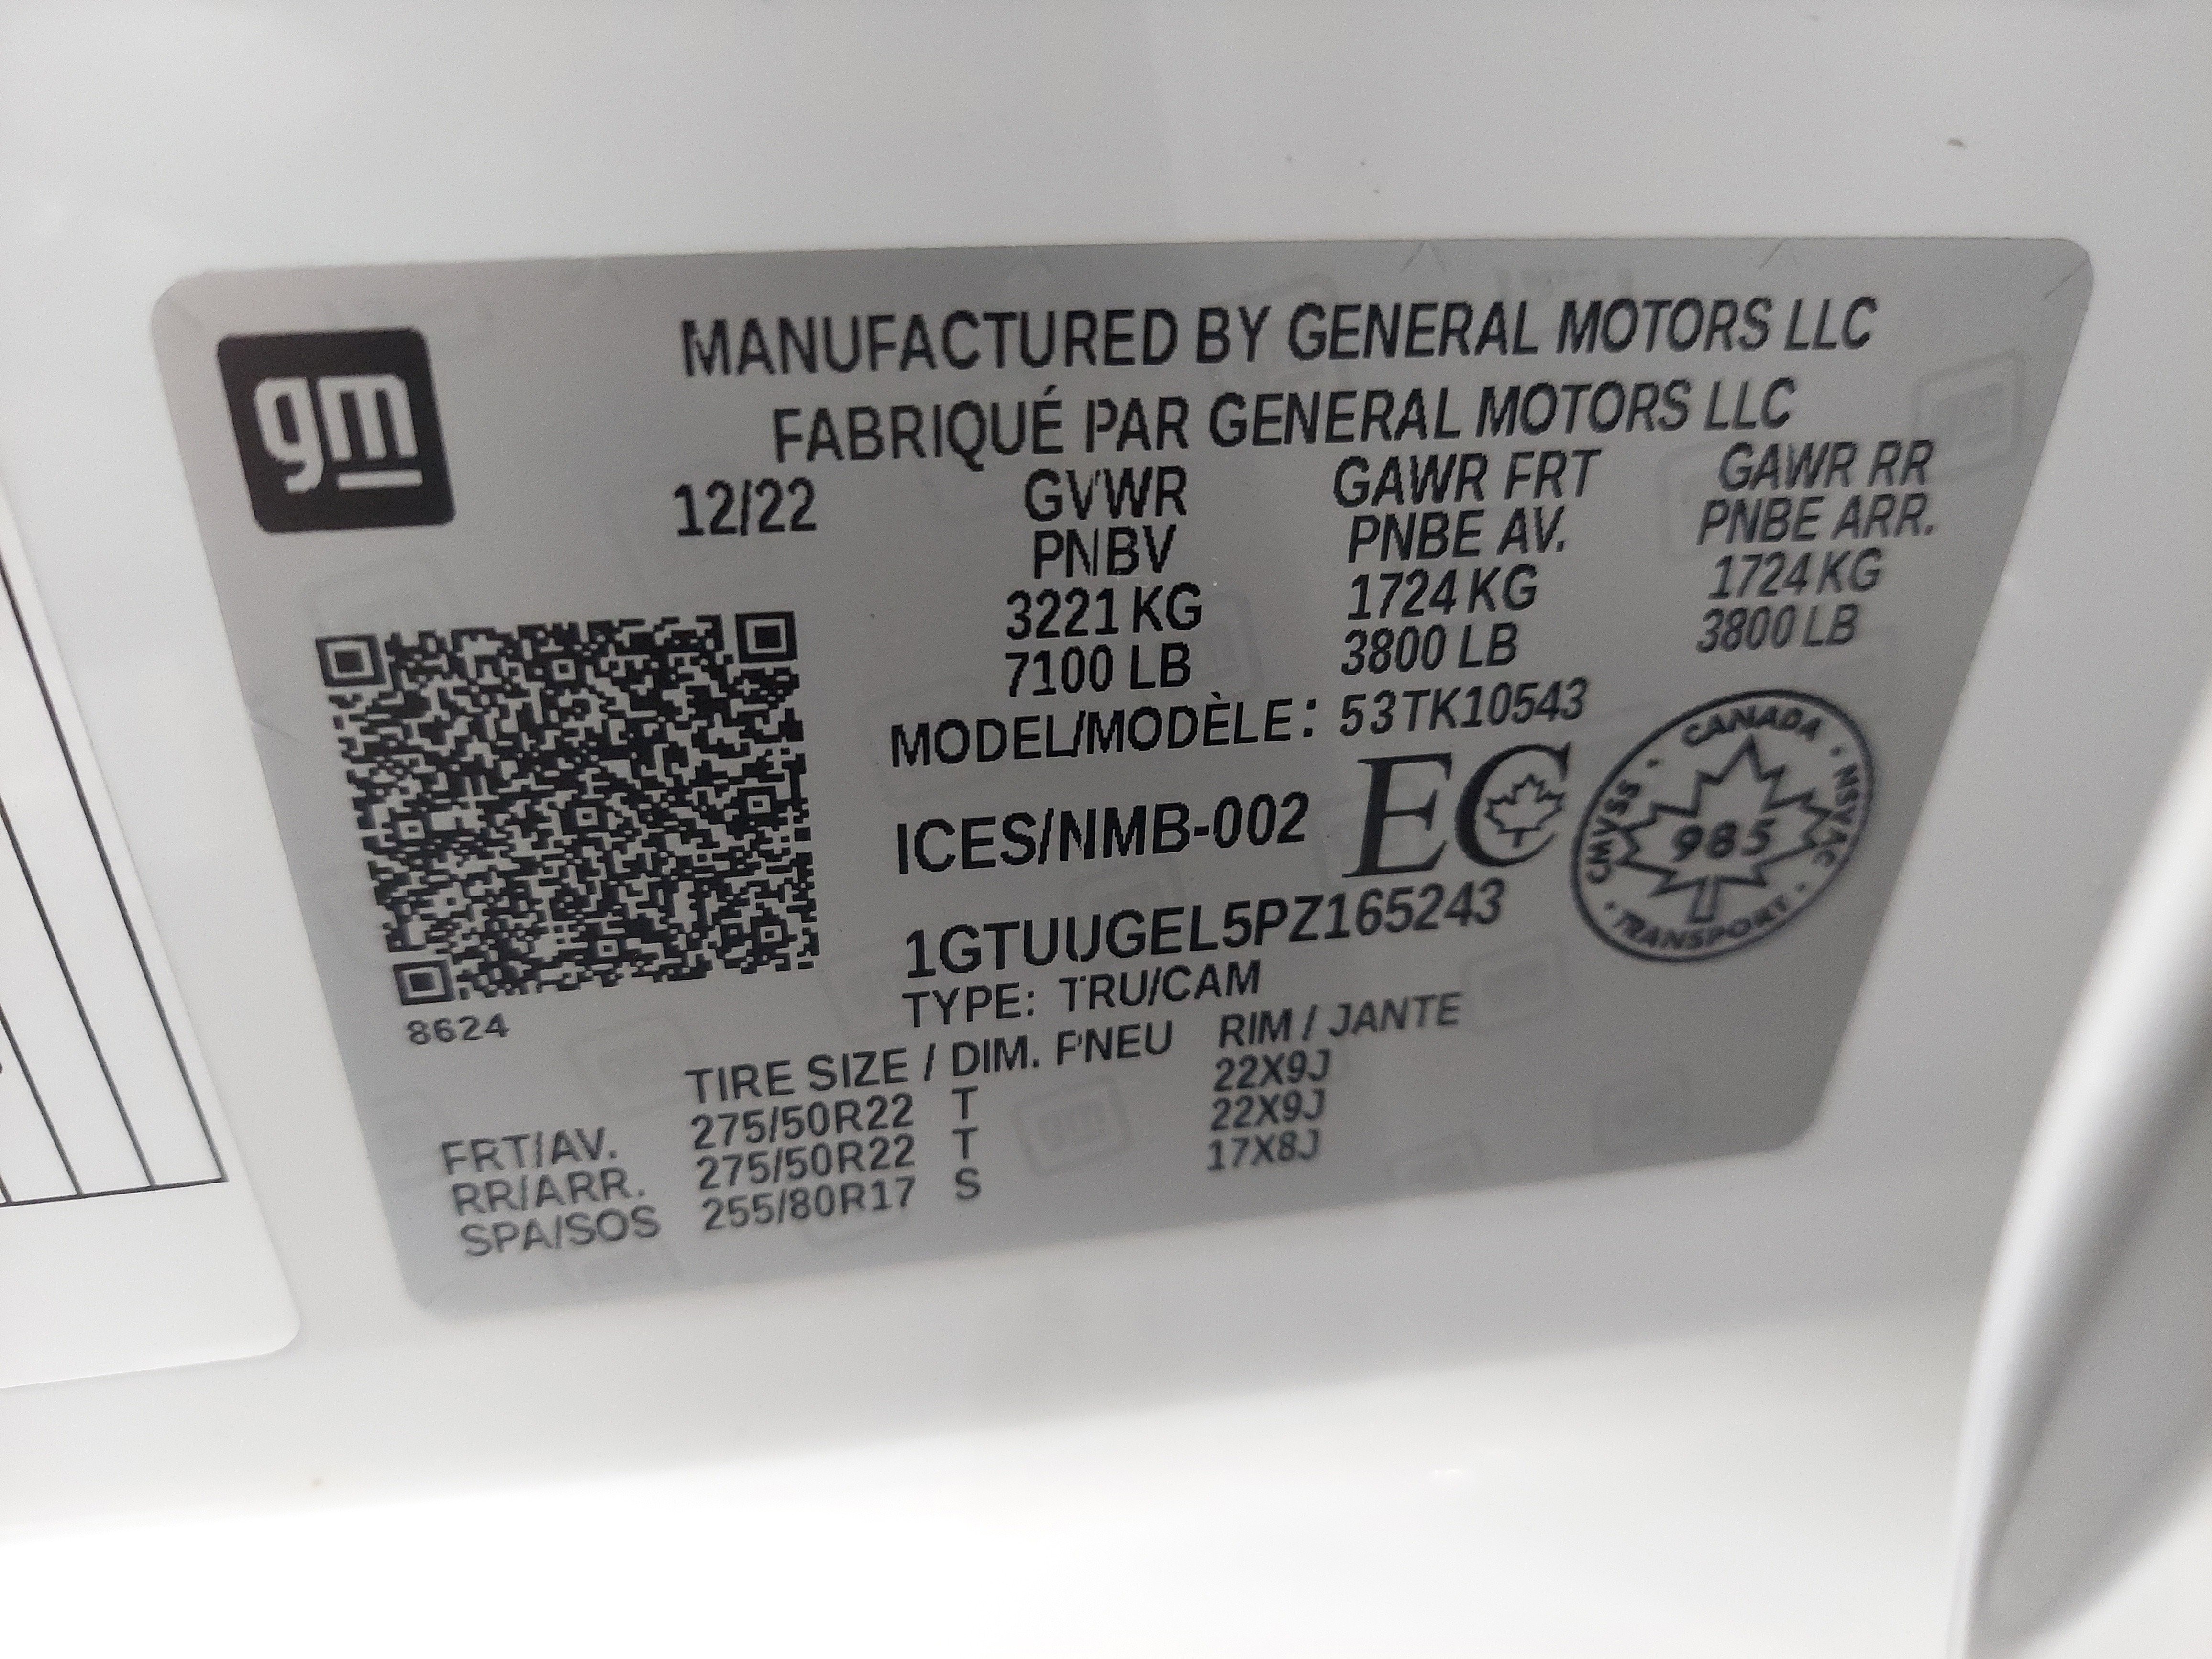 gm
MANUFACTURED BY GENERAL MOTORS LLC
FABRIQUÉ PAR GENERAL MOTORS LLC
12/22 GVWR GAWR FRT GAWR RR
PNBV PNBE AV. PNBE ARR.
3221 KG 1724 KG 1724 KG
7100 LB 3800 LB 3800 LB
MODEL/MODÈLE: 53TK10543
ICES/NMB-002 EC
CANADA • NSVAC • TRANSPORT • CMVSS •
985
1GTUUGEL5PZ165243
TYPE: TRU/CAM
8624
TIRE SIZE / DIM. PNEU RIM / JANTE
FRT/AV. 275/50R22 T 22X9J
RR/ARR. 275/50R22 T 22X9J
SPA/SOS 255/80R17 S 17X8J